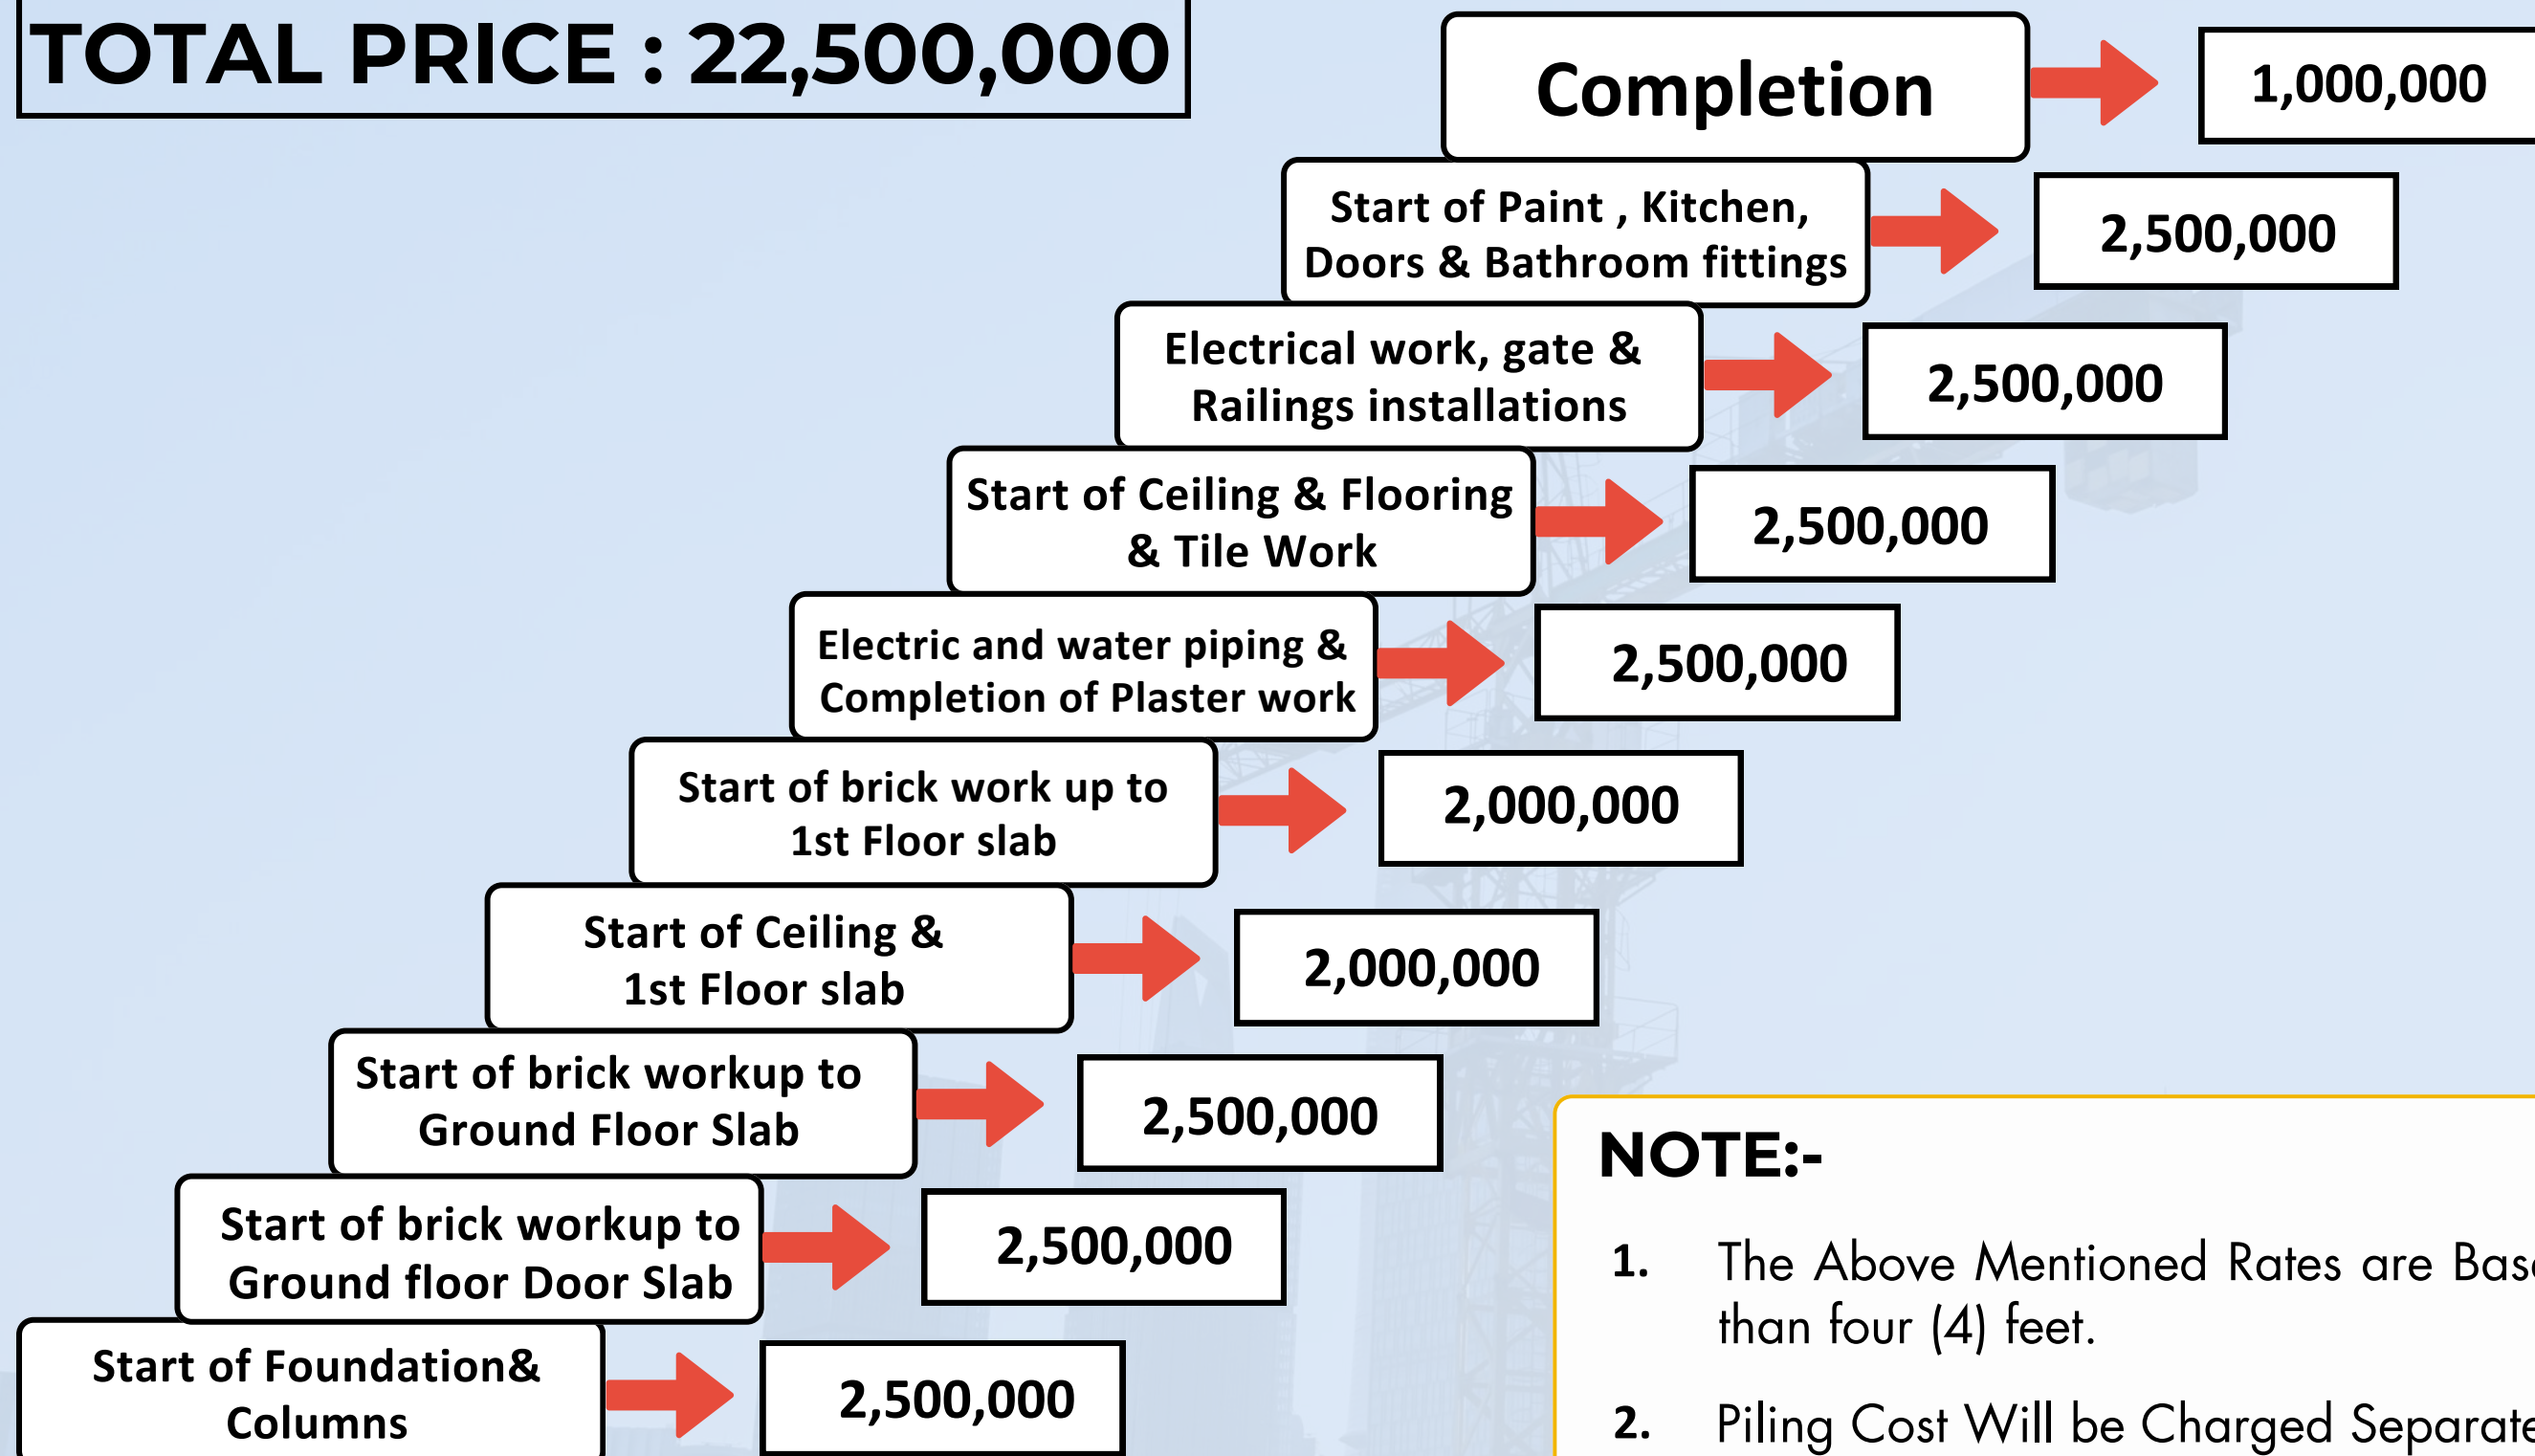 TOTAL PRICE : 22,500,000
Completion
1,000,000
Start of Paint , Kitchen,
Doors & Bathroom fittings
2,500,000
Electrical work, gate &
Railings installations
2,500,000
Start of Ceiling & Flooring
& Tile Work
2,500,000
Electric and water piping &
Completion of Plaster work
2,500,000
Start of brick work up to
1st Floor slab
2,000,000
Start of Ceiling &
1st Floor slab
2,000,000
Start of brick workup to
Ground Floor Slab
2,500,000
Start of brick workup to
Ground floor Door Slab
2,500,000
Start of Foundation&
Columns
2,500,000
NOTE:-
1. The Above Mentioned Rates are
than four (4) feet.
2. Piling Cost Will be Charged